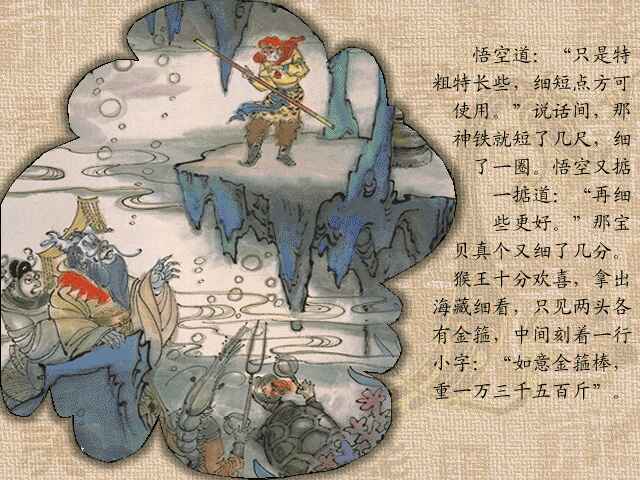 悟空道：“只是特
粗特长些，细短点方可
使用。”说话间，那
神铁就短了几尺，细
了一圈。悟空又掂
一掂道：“再细
些更好。”那宝
贝真个又细了几分。
猴王十分欢喜，拿出
海藏细看，只见两头各
有金箍，中间刻着一行
小字：“如意金箍棒，
重一万三千五百斤”。